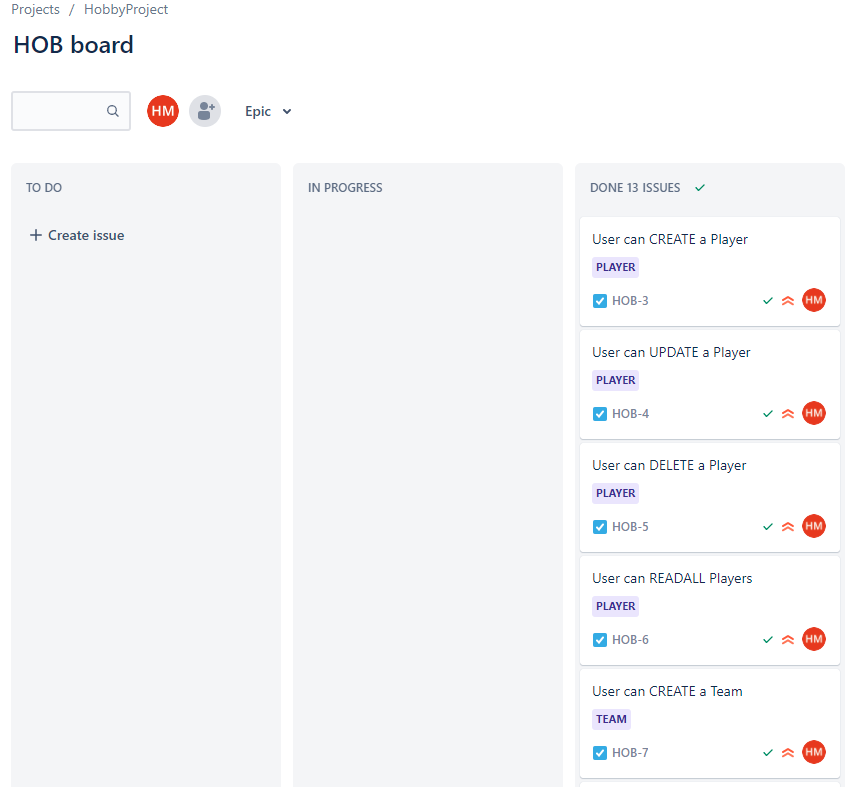 Projects / HobbyProject
HOB board
HM
Epic
TO DO
+ Create issue
IN PROGRESS
DONE 13 ISSUES
User can CREATE a Player
PLAYER
HOB-3
HM
User can UPDATE a Player
PLAYER
HOB-4
HM
User can DELETE a Player
PLAYER
HOB-5
HM
User can READALL Players
PLAYER
HOB-6
HM
User can CREATE a Team
TEAM
HOB-7
HM